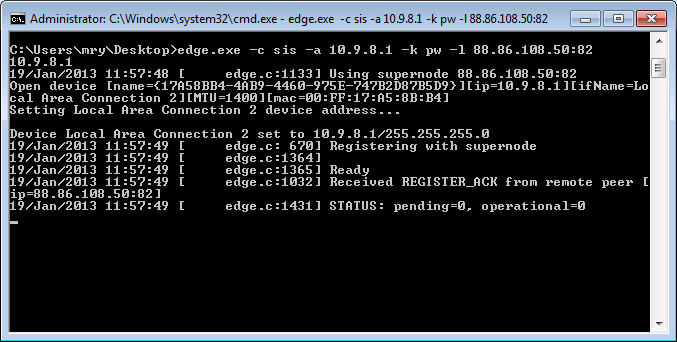 Administrator: C:\Windows\system32\cmd.exe - edge.exe -c sis -a 10.9.8.1 -k pw -l 88.86.108.50:82
C:\Users\mry\Desktop>edge.exe -c sis -a 10.9.8.1 -k pw -l 88.86.108.50:82
10.9.8.1
19/Jan/2013 11:57:48 [      edge.c:1133] Using supernode 88.86.108.50:82
Open device [name={17A58BB4-4AB9-4460-975E-747B2D87B5D9}][ip=10.9.8.1][ifName=Lo
cal Area Connection 2][MTU=1400][mac=00:FF:17:A5:8B:B4]
Setting Local Area Connection 2 device address...
Device Local Area Connection 2 set to 10.9.8.1/255.255.255.0
19/Jan/2013 11:57:49 [      edge.c: 670] Registering with supernode
19/Jan/2013 11:57:49 [      edge.c:1364]
19/Jan/2013 11:57:49 [      edge.c:1365] Ready
19/Jan/2013 11:57:49 [      edge.c:1032] Received REGISTER_ACK from remote peer [
ip=88.86.108.50:82]
19/Jan/2013 11:57:49 [      edge.c:1431] STATUS: pending=0, operational=0